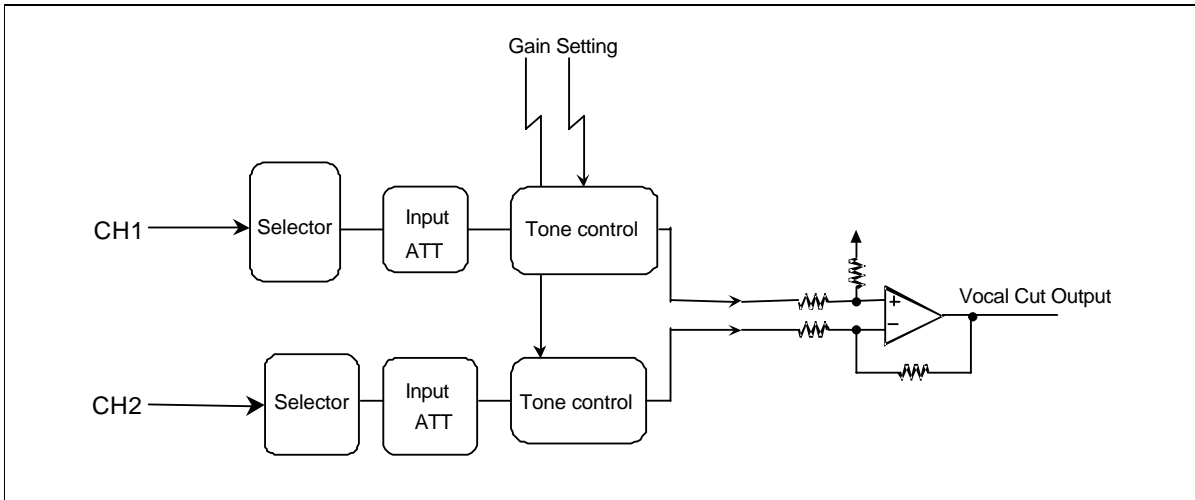 Gain Setting
CH1
Selector
Input
ATT
Tone control
+
−
Vocal Cut Output
CH2
Selector
Input
ATT
Tone control